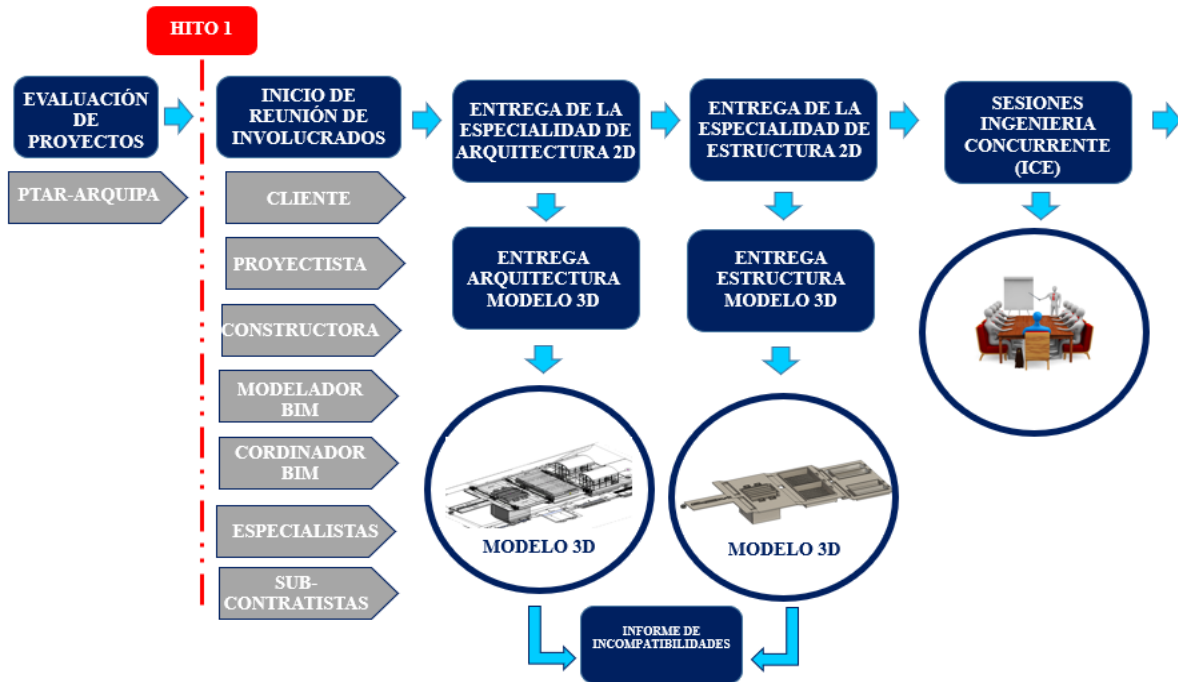 HITO 1
EVALUACIÓN
DE
PROYECTOS
PTAR-ARQUIPA
INICIO DE
REUNIÓN DE
INVOLUCRADOS
CLIENTE
PROYECTISTA
CONSTRUCTORA
MODELADOR
BIM
CORDINADOR
BIM
ESPECIALISTAS
SUB-
CONTRATISTAS
ENTREGA DE LA
ESPECIALIDAD DE
ARQUITECTURA 2D
ENTREGA
ARQUITECTURA
MODELO 3D
MODELO 3D
ENTREGA DE LA
ESPECIALIDAD DE
ESTRUCTURA 2D
ENTREGA
ESTRUCTURA
MODELO 3D
MODELO 3D
INFORME DE
INCOMPATIBILIDADES
SESIONES
INGENIERIA
CONCURRENTE
(ICE)